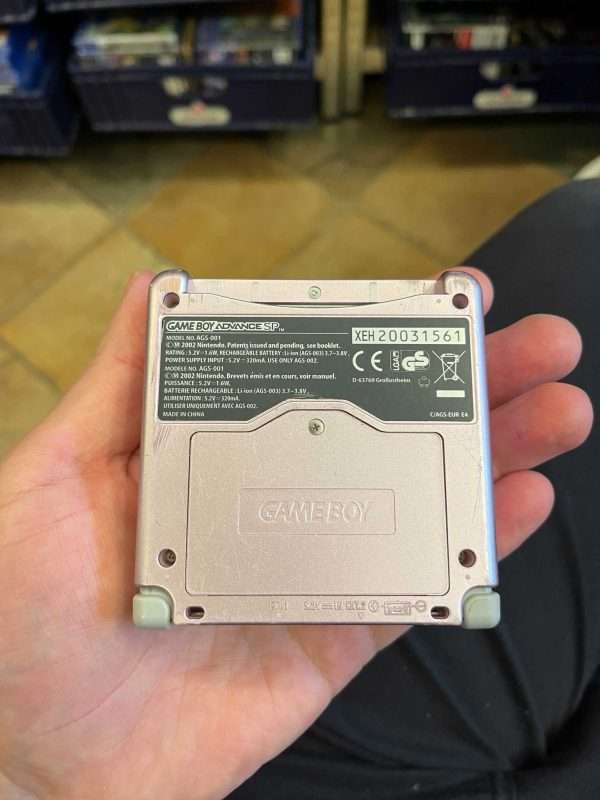 GAME BOY ADVANCE SP™
MODEL NO. AGS-001
©,M 2002 Nintendo. Patents issued and pending, see booklet.
RATING : 5.2V⎓1.6W, RECHARGEABLE BATTERY : Li-ion (AGS-003) 3.7~3.8V,
POWER SUPPLY INPUT : 5.2V⎓ 320mA. USE ONLY AGS-002.
MODELE NO. AGS-001
©,M 2002 Nintendo. Brevets émis et en cours, voir manuel.
PUISSANCE : 5.2V⎓1.6W,
BATTERIE RECHARGEABLE : Li-ion (AGS-003) 3.7~3.8V,
ALIMENTATION : 5.2V⎓ 320mA.
UTILISER UNIQUEMENT AVEC AGS-002.
MADE IN CHINA
XEH20031561
CE
GS
D-63760 Großostheim
C/AGS-EUR EA
GAME BOY